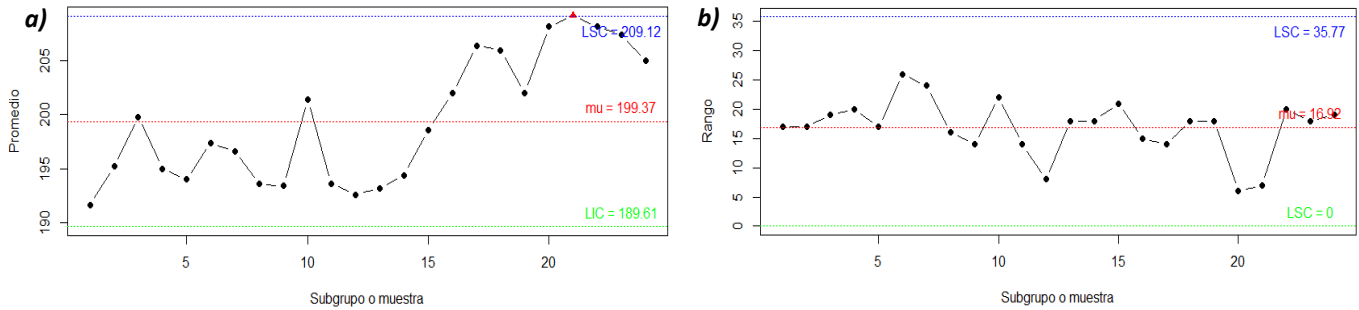 a)
Promedio
190
195
200
205
LSC = 209.12
mu = 199.37
LIC = 189.61
5
10
15
20
Subgrupo o muestra
b)
Rango
0
5
10
15
20
25
30
35
LSC = 35.77
mu = 16.92
LSC = 0
5
10
15
20
Subgrupo o muestra